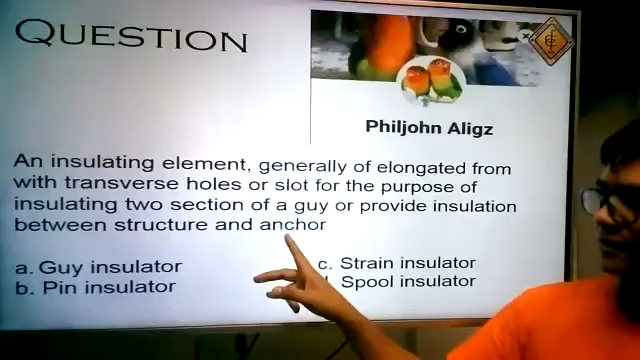 QUESTION
Philjohn Aligz
An insulating element, generally of elongated from
with transverse holes or slot for the purpose of
insulating two section of a guy or provide insulation
between structure and anchor
a. Guy insulator
b. Pin insulator
c. Strain insulator
Spool insulator